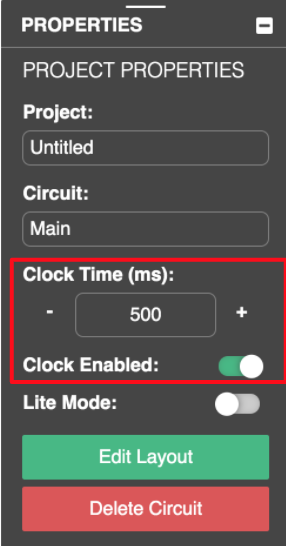 PROPERTIES
PROJECT PROPERTIES
Project:
Untitled
Circuit:
Main
Clock Time (ms):
- 500 +
Clock Enabled:
Lite Mode:
Edit Layout
Delete Circuit